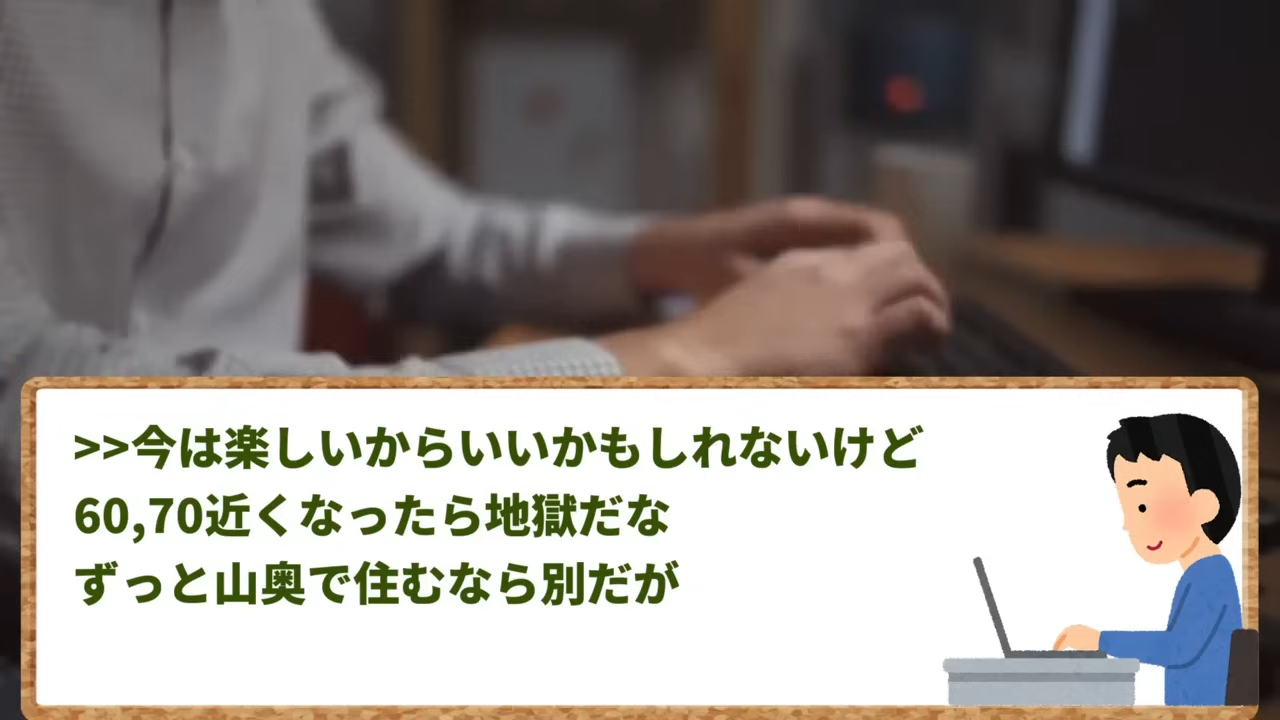 >>今は楽しいからいいかもしれないけど
60,70近くなったら地獄だな
ずっと山奥で住むなら別だが